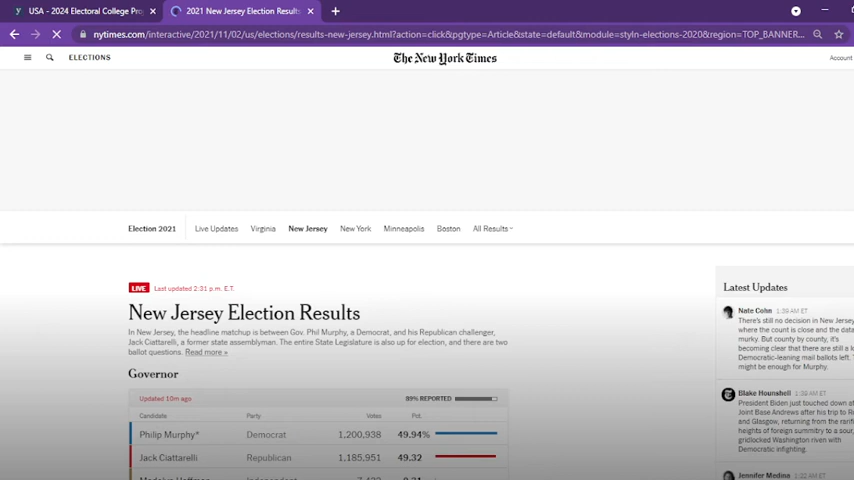 USA - 2024 Electoral College Pro
2021 New Jersey Election Results
nytimes.com/interactive/2021/11/02/us/elections/results-new-jersey.html?action=click&pgtype=Article&state=default&module=styln-elections-2020&region=TOP_BANNER...
ELECTIONS
The New York Times
Account
Election 2021
Live Updates
Virginia
New Jersey
New York
Minneapolis
Boston
All Results
LIVE Last updated 2:31 p.m. E.T.
New Jersey Election Results
In New Jersey, the headline matchup is between Gov. Phil Murphy, a Democrat, and his Republican challenger,
Jack Ciattarelli, a former state assemblyman. The entire State Legislature is also up for election, and there are two
ballot questions. Read more »
Governor
Updated 10m ago
89% REPORTED
Candidate Party Votes Pct.
Philip Murphy* Democrat 1,200,938 49.94%
Jack Ciattarelli Republican 1,185,951 49.32
Independent
Latest Updates
Nate Cohn 1:39 AM ET
There's still no decision in New Jersey
where the count is close and the data
murky. But county by county, it's
becoming clear that there are still a lo
Democratic-leaning mail ballots left. T
might be enough for Murphy.
Blake Hounshell 1:39 AM ET
President Biden just touched down at
Joint Base Andrews after his trip to R
and Glasgow, returning from the rarifi
heights of foreign summitry to a sour,
gridlocked Washington riven with
Democratic infighting.
Jennifer Medina 1:22 AM ET